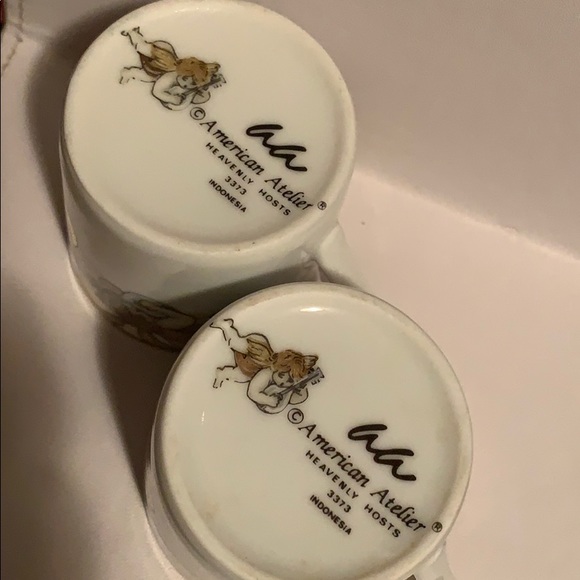 aa
© American Atelier ®
HEAVENLY HOSTS
3373
INDONESIA
aa
© American Atelier ®
HEAVENLY HOSTS
3373
INDONESIA